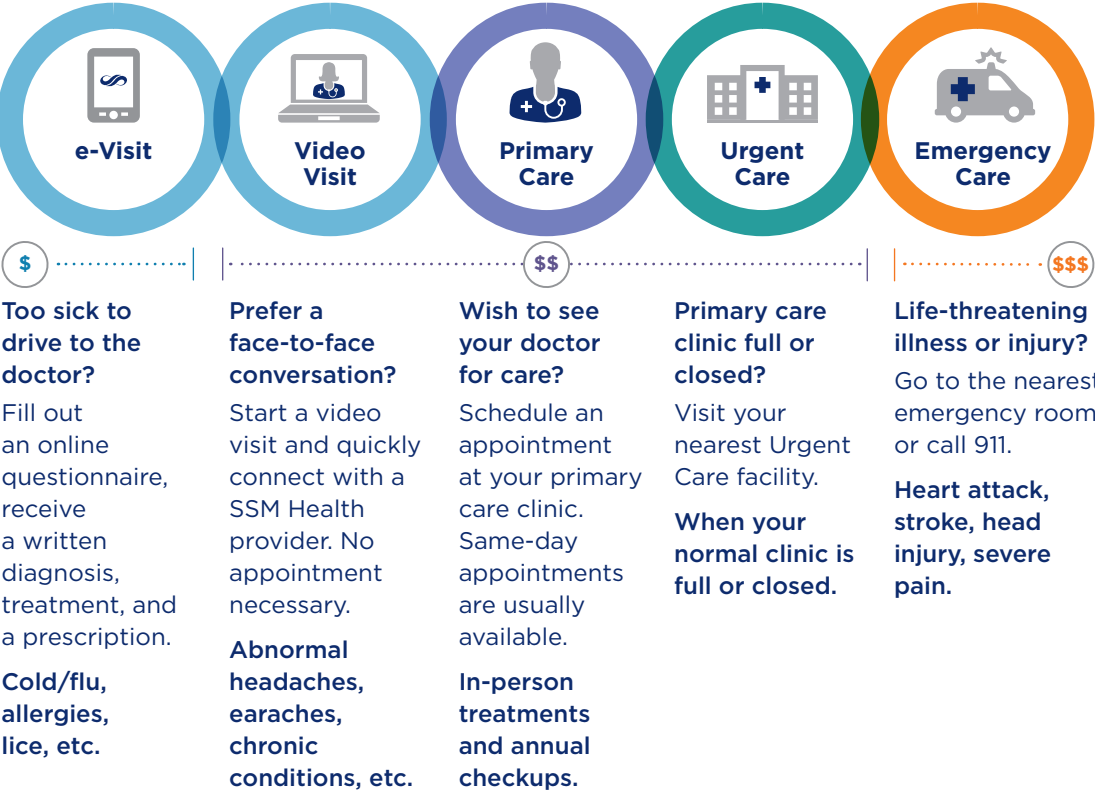 e-Visit
Video
Visit
Primary
Care
Urgent
Care
Emergency
Care
$
$$
$$$
Too sick to
drive to the
doctor?
Fill out
an online
questionnaire,
receive
a written
diagnosis,
treatment, and
a prescription.
Cold/flu,
allergies,
lice, etc.
Prefer a
face-to-face
conversation?
Start a video
visit and quickly
connect with a
SSM Health
provider. No
appointment
necessary.
Abnormal
headaches,
earaches,
chronic
conditions, etc.
Wish to see
your doctor
for care?
Schedule an
appointment
at your primary
care clinic.
Same-day
appointments
are usually
available.
In-person
treatments
and annual
checkups.
Primary care
clinic full or
closed?
Visit your
nearest Urgent
Care facility.
When your
normal clinic is
full or closed.
Life-threatening
illness or injury?
Go to the nearest
emergency room
or call 911.
Heart attack,
stroke, head
injury, severe
pain.